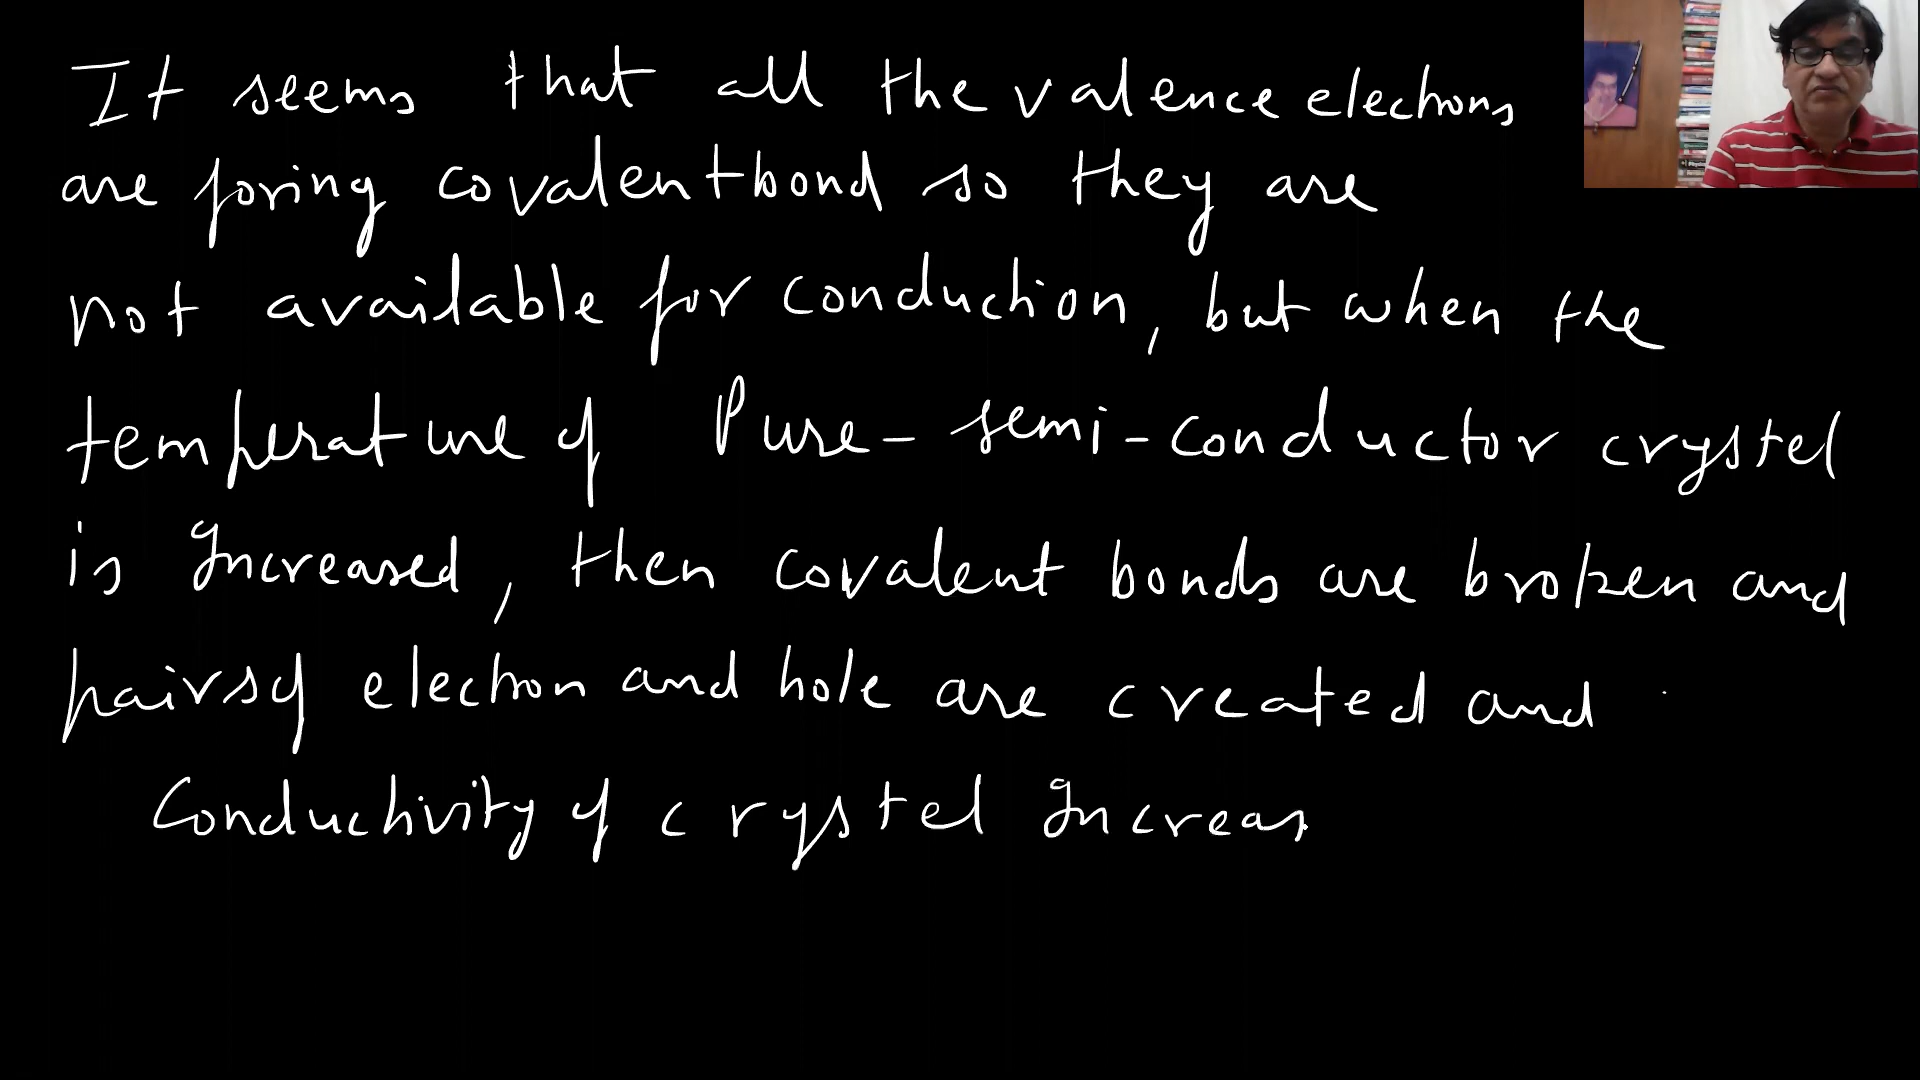 It seems that all the valence electrons
are foring covalent bond so they are
not available for conduction, but when the
temperature of Pure-semi-conductor crystel
is Increased, then covalent bonds are broken and
pairs of electron and hole are created and
Conductivity of crystel Increas